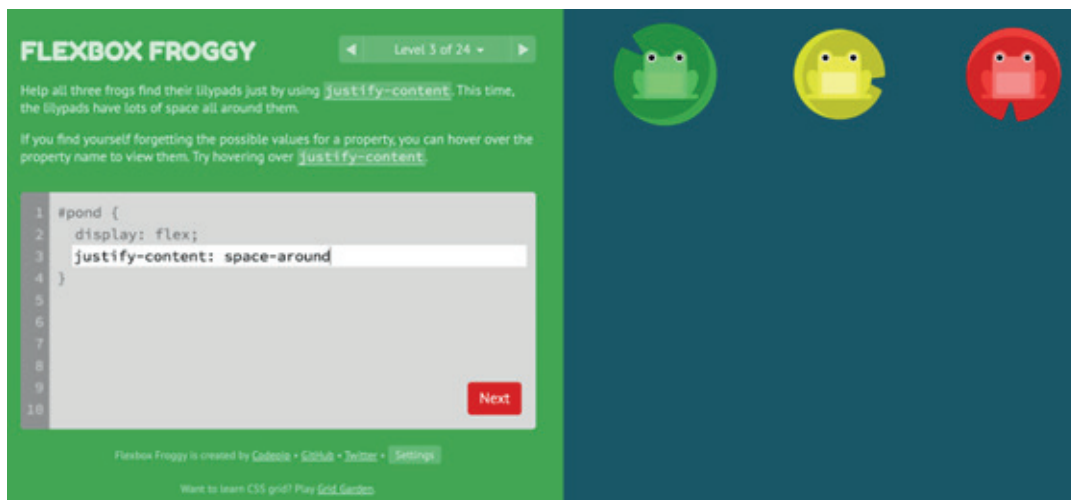 FLEXBOX FROGGY
◀ Level 3 of 24 ▾ ▶
Help all three frogs find their lilypads just by using justify-content. This time,
the lilypads have lots of space all around them.
If you find yourself forgetting the possible values for a property, you can hover over the
property name to view them. Try hovering over justify-content.
1 #pond {
2 display: flex;
3 justify-content: space-around
4 }
5
6
7
8
9
10
Next
Flexbox Froggy is created by Codepip • GitHub • Twitter • Settings
Want to learn CSS grid? Play Grid Garden.